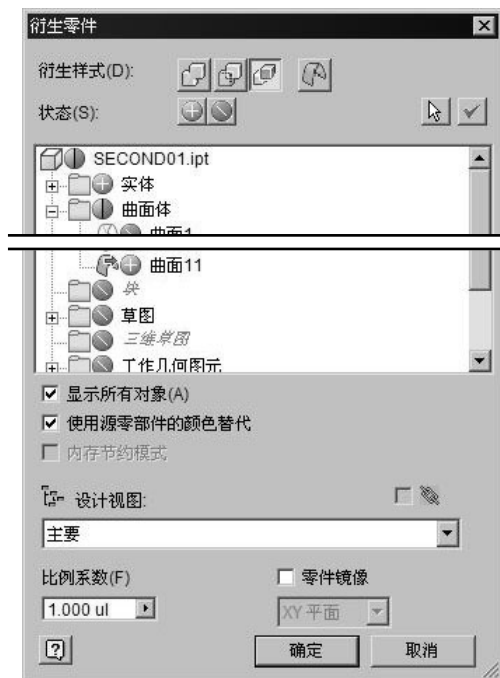 衍生零件
衍生样式(D):
状态(S):
SECOND01.ipt
实体
曲面体
曲面1
曲面11
块
草图
三维草图
工作几何图元
显示所有对象(A)
使用源零部件的颜色替代
内存节约模式
设计视图:
主要
比例系数(F)
零件镜像
1.000 ul
XY 平面
确定
取消